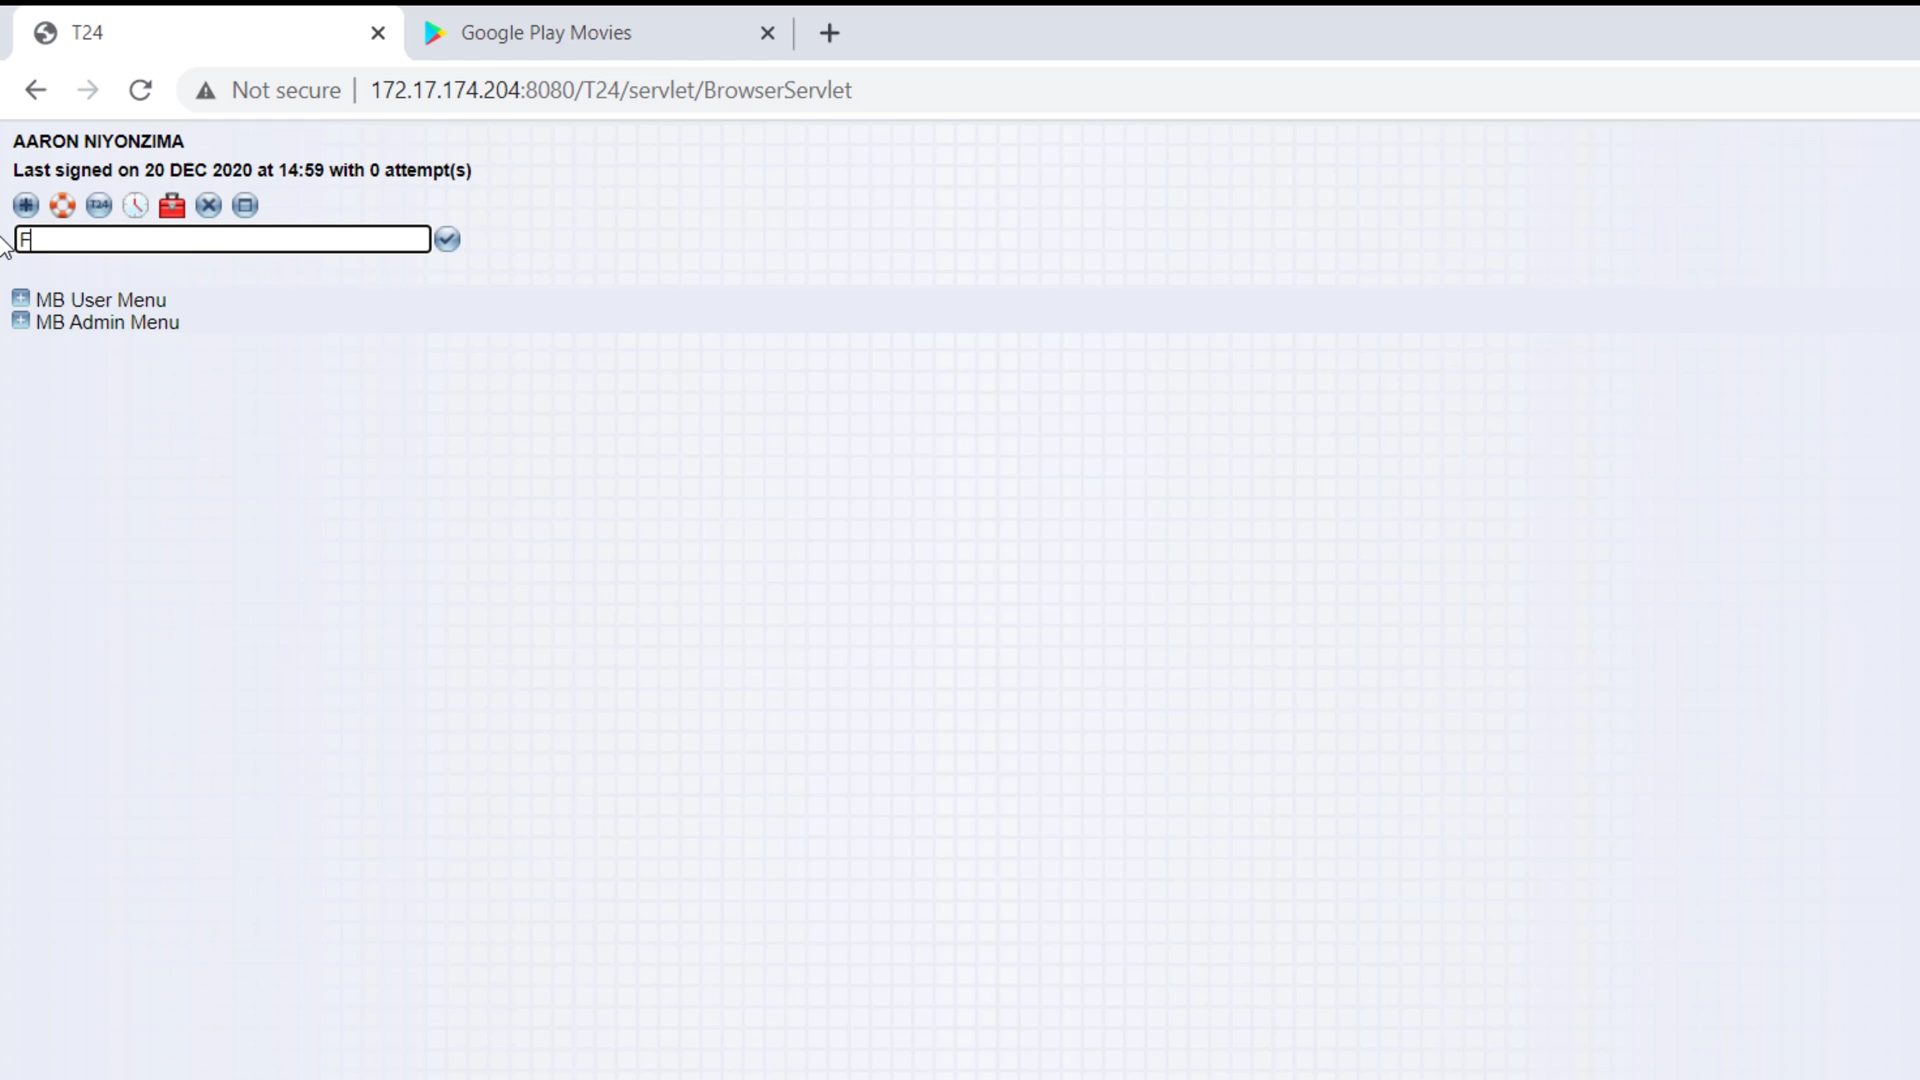 T24
Google Play Movies
Not secure
172.17.174.204:8080/T24/servlet/BrowserServlet
AARON NIYONZIMA
Last signed on 20 DEC 2020 at 14:59 with 0 attempt(s)
T24
F
MB User Menu
MB Admin Menu